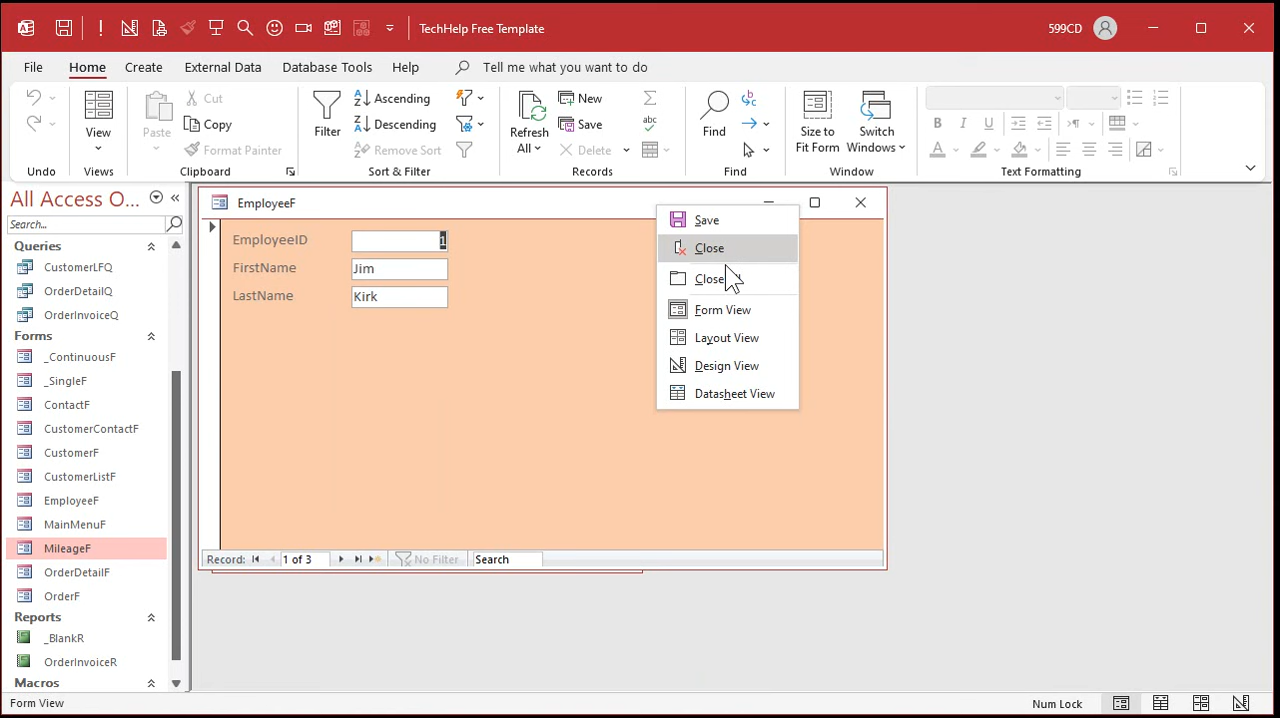 TechHelp Free Template
599CD
File Home Create External Data Database Tools Help Tell me what you want to do
View
Paste
Cut
Copy
Format Painter
Filter
Ascending
Descending
Remove Sort
Refresh All
New
Save
Delete
Find
Size to Fit Form
Switch Windows
Undo Views Clipboard Sort & Filter Records Find Window Text Formatting
All Access O...
Search...
Queries
CustomerLFQ
OrderDetailQ
OrderInvoiceQ
Forms
_ContinuousF
_SingleF
ContactF
CustomerContactF
CustomerF
CustomerListF
EmployeeF
MainMenuF
MileageF
OrderDetailF
OrderF
Reports
_BlankR
OrderInvoiceR
Macros
EmployeeF
EmployeeID 1
FirstName Jim
LastName Kirk
Save
Close
Close
Form View
Layout View
Design View
Datasheet View
Record: 1 of 3 No Filter Search
Form View
Num Lock